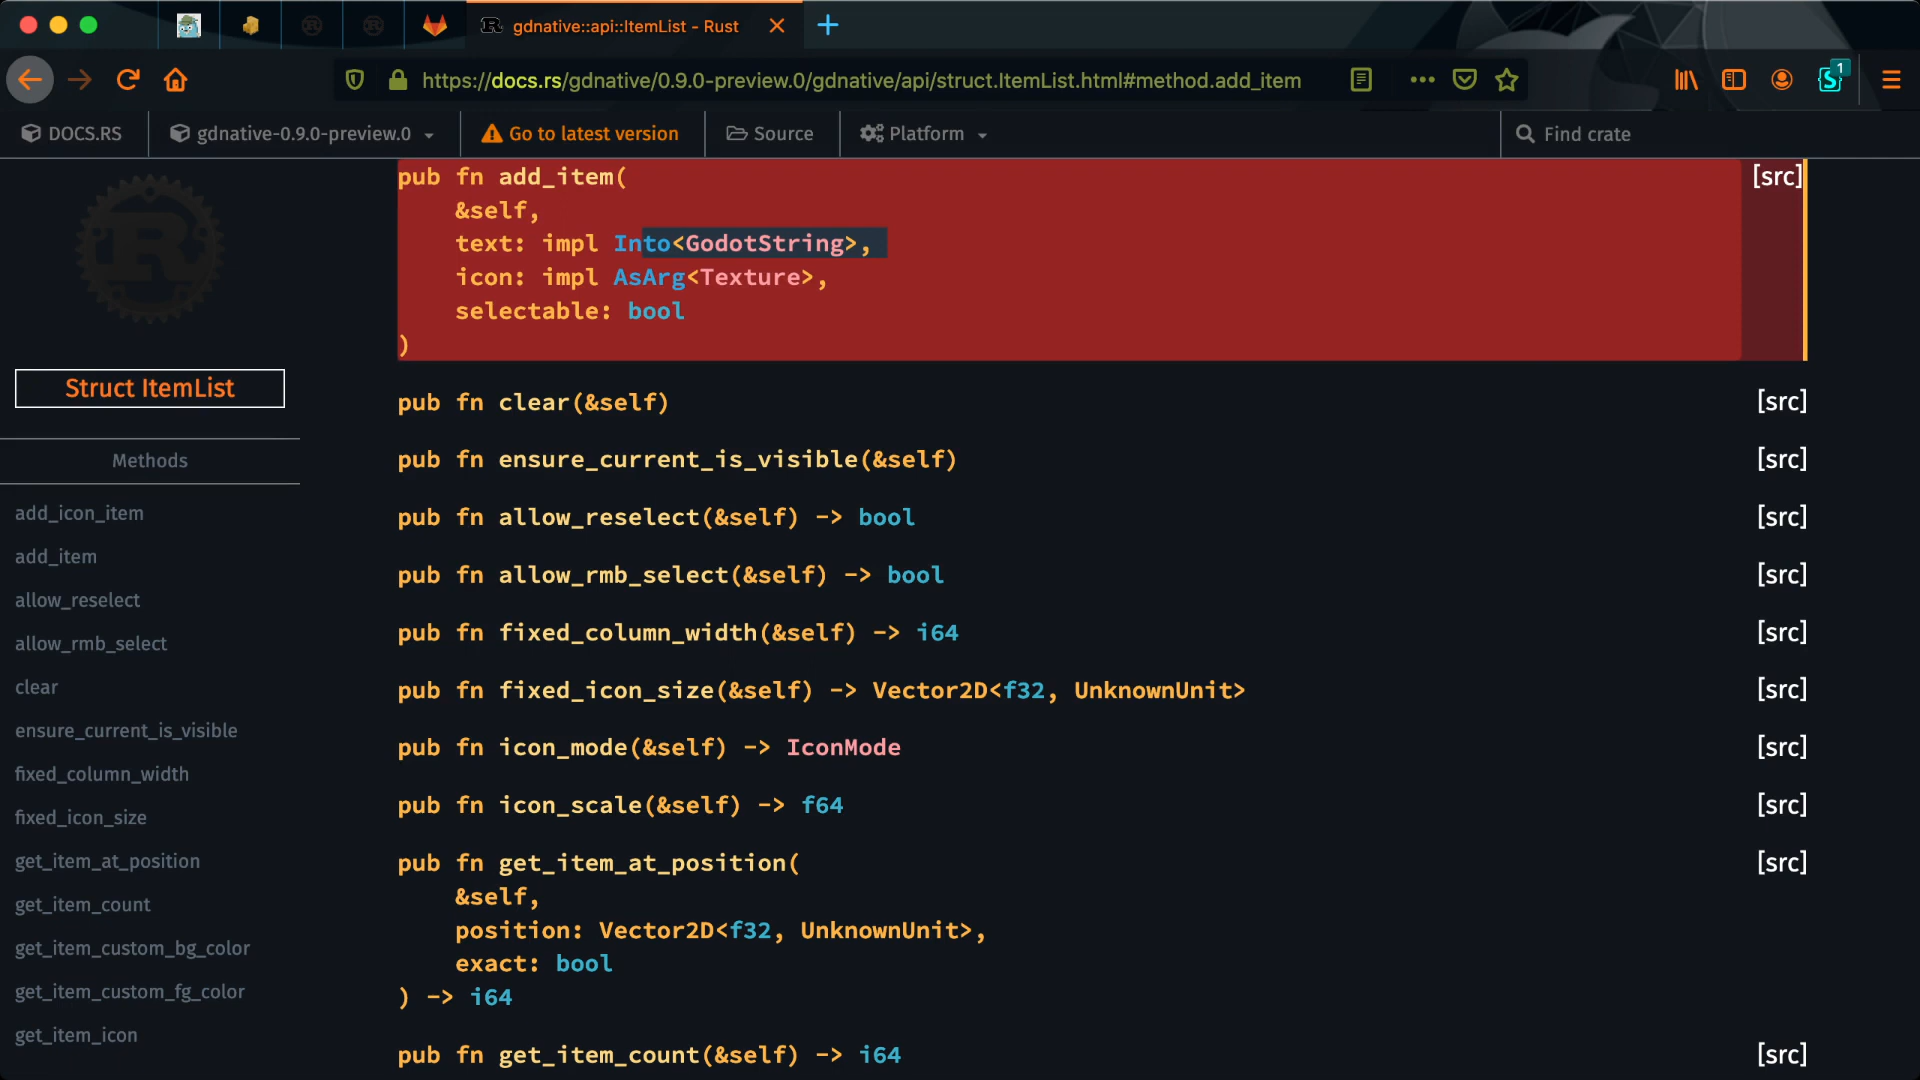 gdnative::api::ItemList - Rust
https://docs.rs/gdnative/0.9.0-preview.0/gdnative/api/struct.ItemList.html#method.add_item
1
DOCS.RS
gdnative-0.9.0-preview.0
Go to latest version
Source
Platform
Find crate
Struct ItemList
Methods
add_icon_item
add_item
allow_reselect
allow_rmb_select
clear
ensure_current_is_visible
fixed_column_width
fixed_icon_size
get_item_at_position
get_item_count
get_item_custom_bg_color
get_item_custom_fg_color
get_item_icon
pub fn add_item( [src]
&self,
text: impl Into<GodotString>,
icon: impl AsArg<Texture>,
selectable: bool
)
pub fn clear(&self) [src]
pub fn ensure_current_is_visible(&self) [src]
pub fn allow_reselect(&self) -> bool [src]
pub fn allow_rmb_select(&self) -> bool [src]
pub fn fixed_column_width(&self) -> i64 [src]
pub fn fixed_icon_size(&self) -> Vector2D<f32, UnknownUnit> [src]
pub fn icon_mode(&self) -> IconMode [src]
pub fn icon_scale(&self) -> f64 [src]
pub fn get_item_at_position( [src]
&self,
position: Vector2D<f32, UnknownUnit>,
exact: bool
) -> i64
pub fn get_item_count(&self) -> i64 [src]